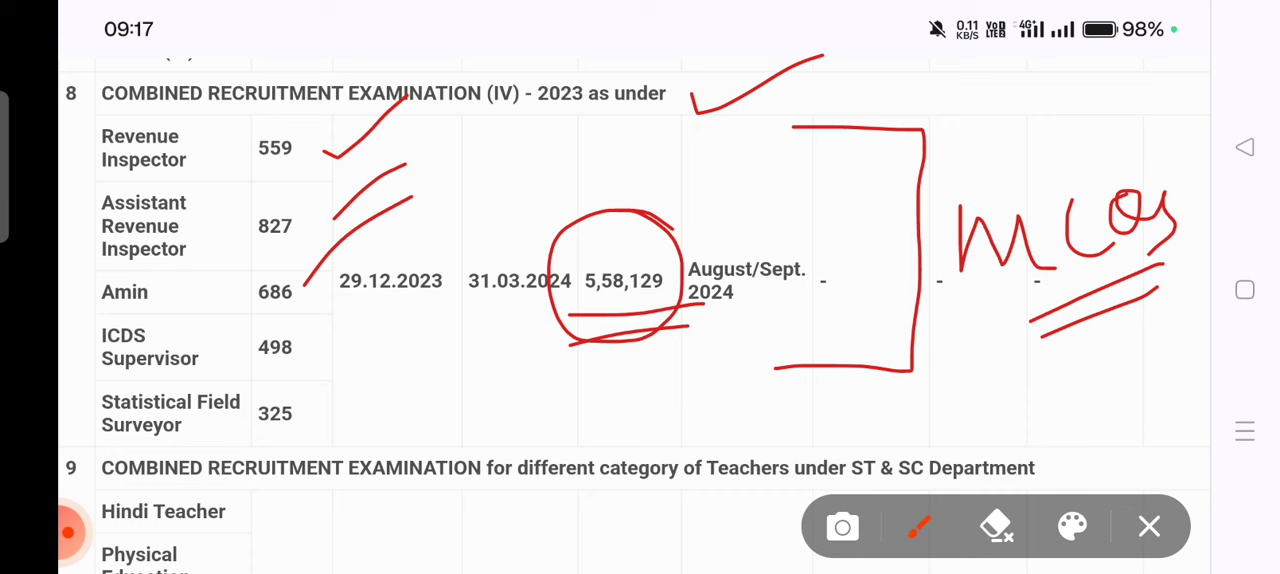 09:17
0.11 KB/S VoD LTE 4G+ 98%
8 COMBINED RECRUITMENT EXAMINATION (IV) - 2023 as under
Revenue
Inspector 559
Assistant
Revenue
Inspector 827
Amin 686
ICDS
Supervisor 498
Statistical Field
Surveyor 325
29.12.2023 31.03.2024 5,58,129 August/Sept.
2024 - - -
9 COMBINED RECRUITMENT EXAMINATION for different category of Teachers under ST & SC Department
Hindi Teacher
Physical